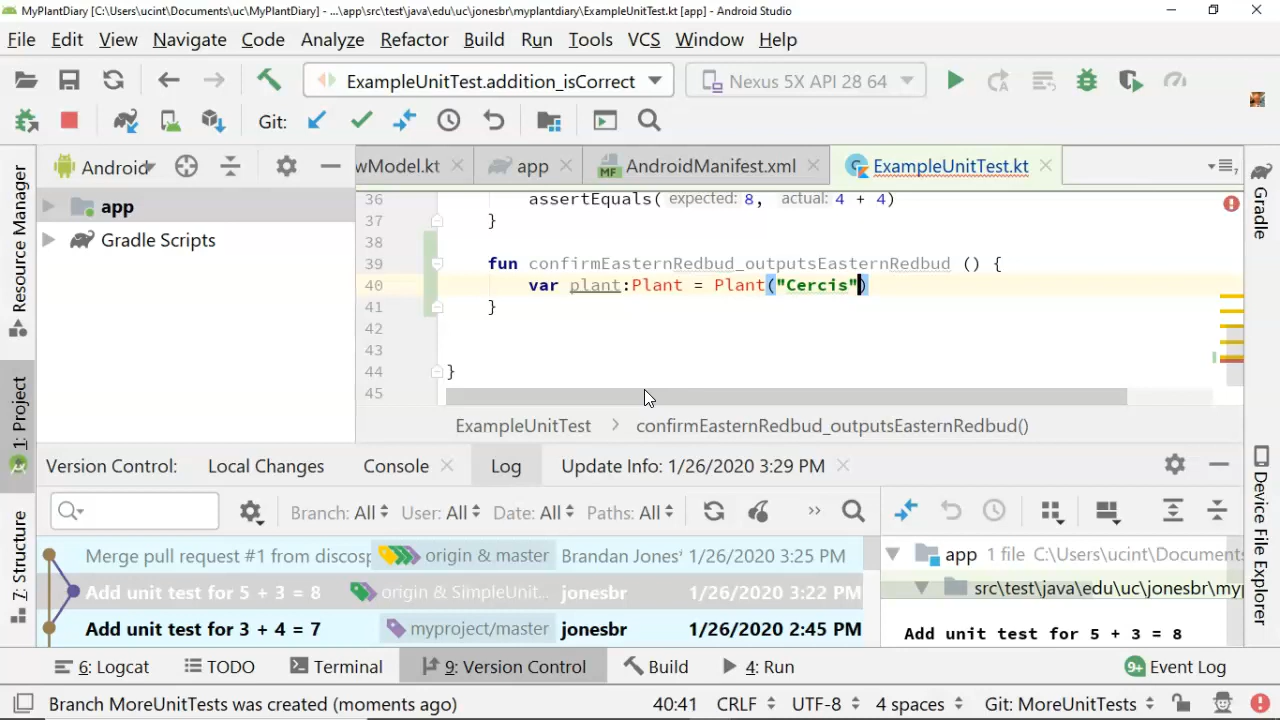 MyPlantDiary [C:\Users\ucint\Documents\uc\MyPlantDiary] - ...\app\src\test\java\edu\uc\jonesbr\myplantdiary\ExampleUnitTest.kt [app] - Android Studio
File Edit View Navigate Code Analyze Refactor Build Run Tools VCS Window Help
ExampleUnitTest.addition_isCorrect Nexus 5X API 28 64
Git:
Android wModel.kt app MF AndroidManifest.xml ExampleUnitTest.kt
app
Gradle Scripts
36 assertEquals( expected: 8, actual: 4 + 4)
37 }
38
39 fun confirmEasternRedbud_outputsEasternRedbud () {
40 var plant:Plant = Plant("Cercis")
41 }
42
43
44 }
45
ExampleUnitTest > confirmEasternRedbud_outputsEasternRedbud()
Resource Manager
1: Project
7: Structure
Gradle
Device File Explorer
Version Control: Local Changes Console Log Update Info: 1/26/2020 3:29 PM
Branch: All User: All Date: All Paths: All >>
Merge pull request #1 from discosp origin & master Brandan Jones* 1/26/2020 3:25 PM
Add unit test for 5 + 3 = 8 origin & SimpleUnit... jonesbr 1/26/2020 3:22 PM
Add unit test for 3 + 4 = 7 myproject/master jonesbr 1/26/2020 2:45 PM
app 1 file C:\Users\ucint\Document
src\test\java\edu\uc\jonesbr\my
Add unit test for 5 + 3 = 8
6: Logcat TODO Terminal 9: Version Control Build 4: Run 9+ Event Log
Branch MoreUnitTests was created (moments ago) 40:41 CRLF UTF-8 4 spaces Git: MoreUnitTests